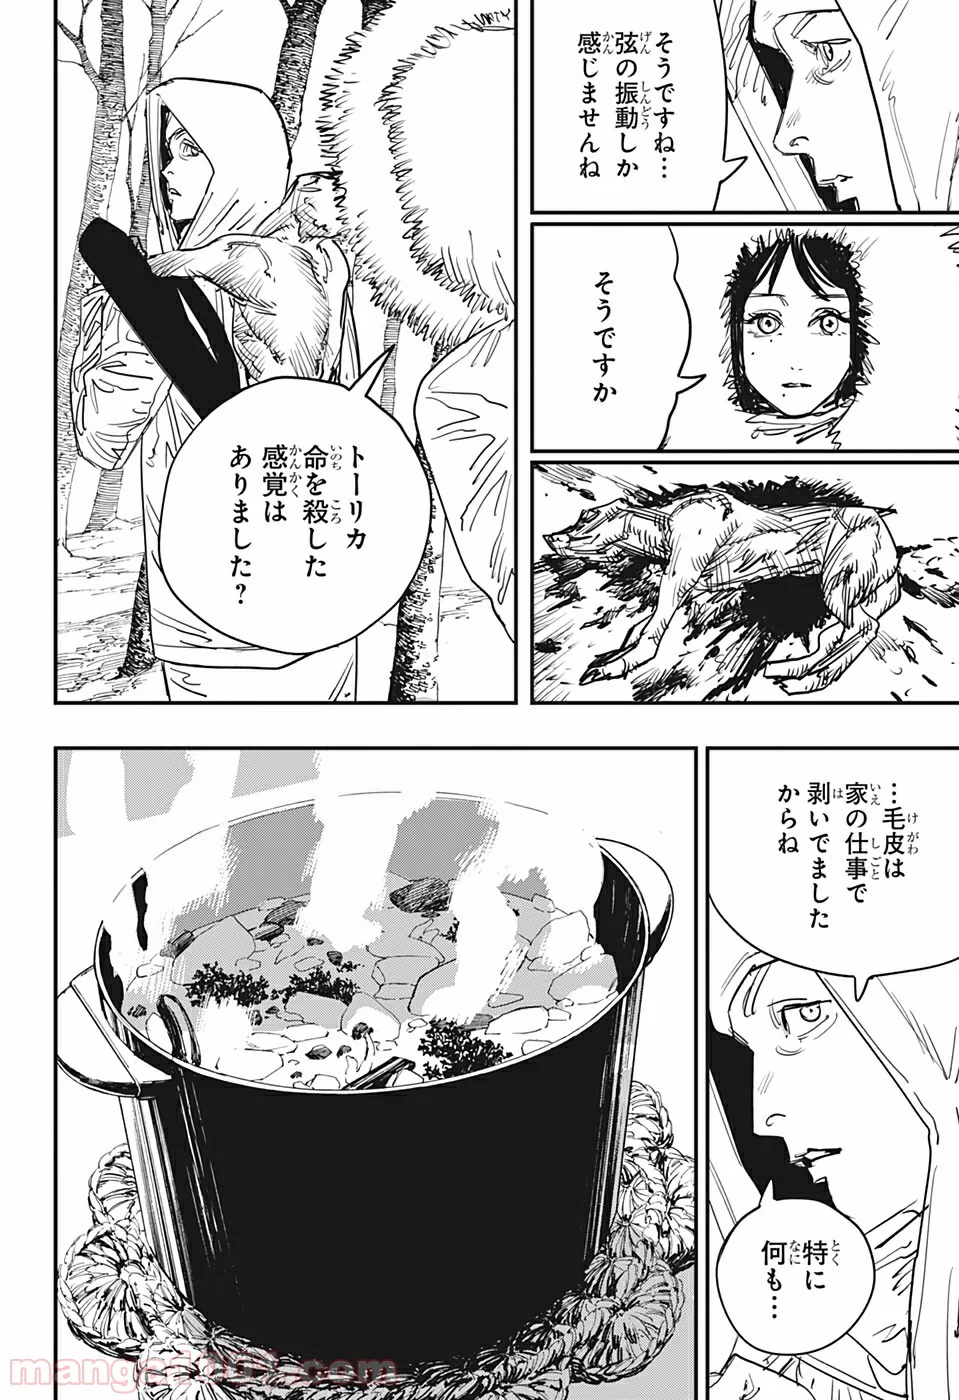 そうですね…
弦の振動しか
感じませんね
そうですか
トーリカ
命を殺した
感覚は
ありました?
…毛皮は
家の仕事で
剥いでました
からね
特に
何も…